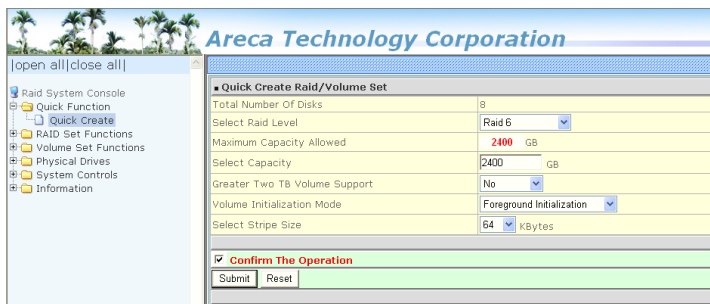 Areca Technology Corporation
|open all|close all|
Raid System Console
Quick Function
Quick Create
RAID Set Functions
Volume Set Functions
Physical Drives
System Controls
Information
Quick Create Raid/Volume Set
Total Number Of Disks 8
Select Raid Level Raid 6
Maximum Capacity Allowed 2400 GB
Select Capacity 2400 GB
Greater Two TB Volume Support No
Volume Initialization Mode Foreground Initialization
Select Stripe Size 64 KBytes
Confirm The Operation
Submit Reset